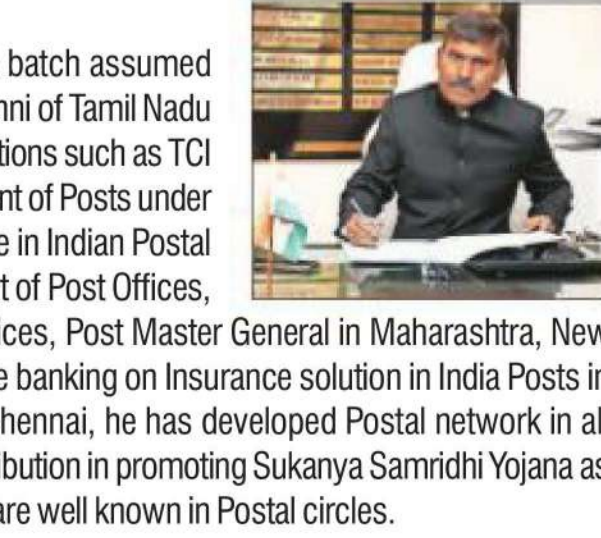 batch assumed
nni of Tamil Nadu
tions such as TCI
nt of Posts under
e in Indian Postal
t of Post Offices,
ices, Post Master General in Maharashtra, New
e banking on Insurance solution in India Posts in
hennai, he has developed Postal network in al
ibution in promoting Sukanya Samridhi Yojana as
are well known in Postal circles.